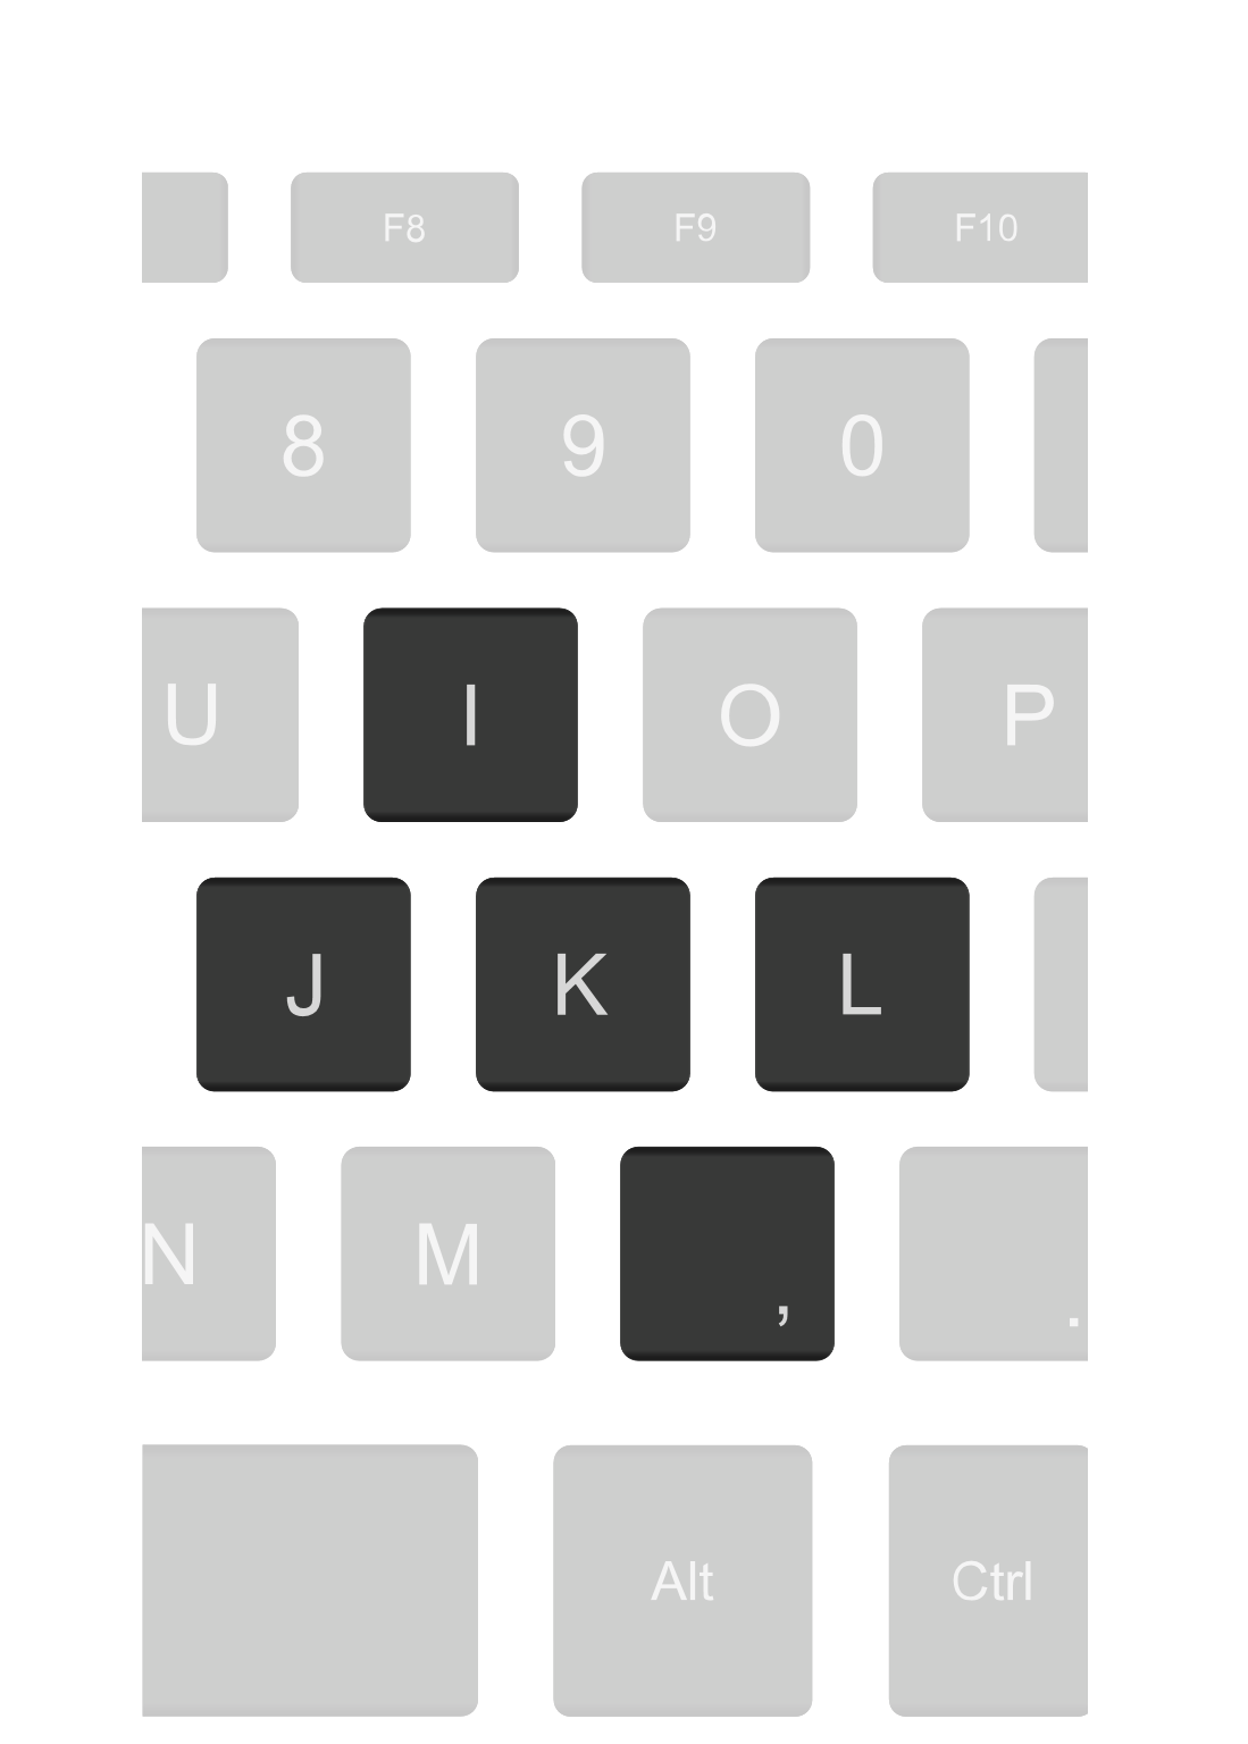 F8 F9 F10
8 9 0
U I O P
J K L
N M , .
Alt Ctrl